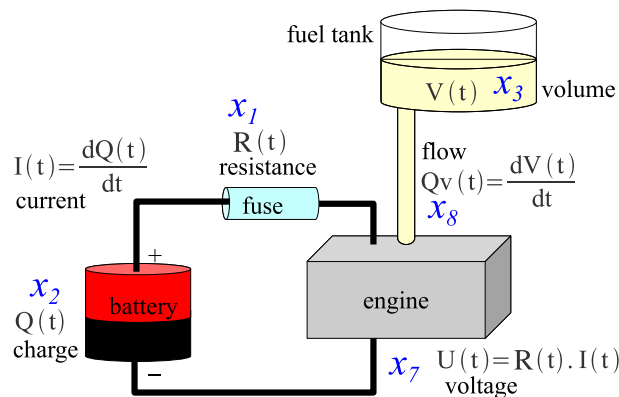 fuel tank
V(t) x3 volume
x1
R(t)
resistance
I(t)=dQ(t)/dt
current
flow
Qv(t)=dV(t)/dt
x8
fuse
+
x2
battery
Q(t)
charge
engine
−
x7 U(t)=R(t).I(t)
voltage